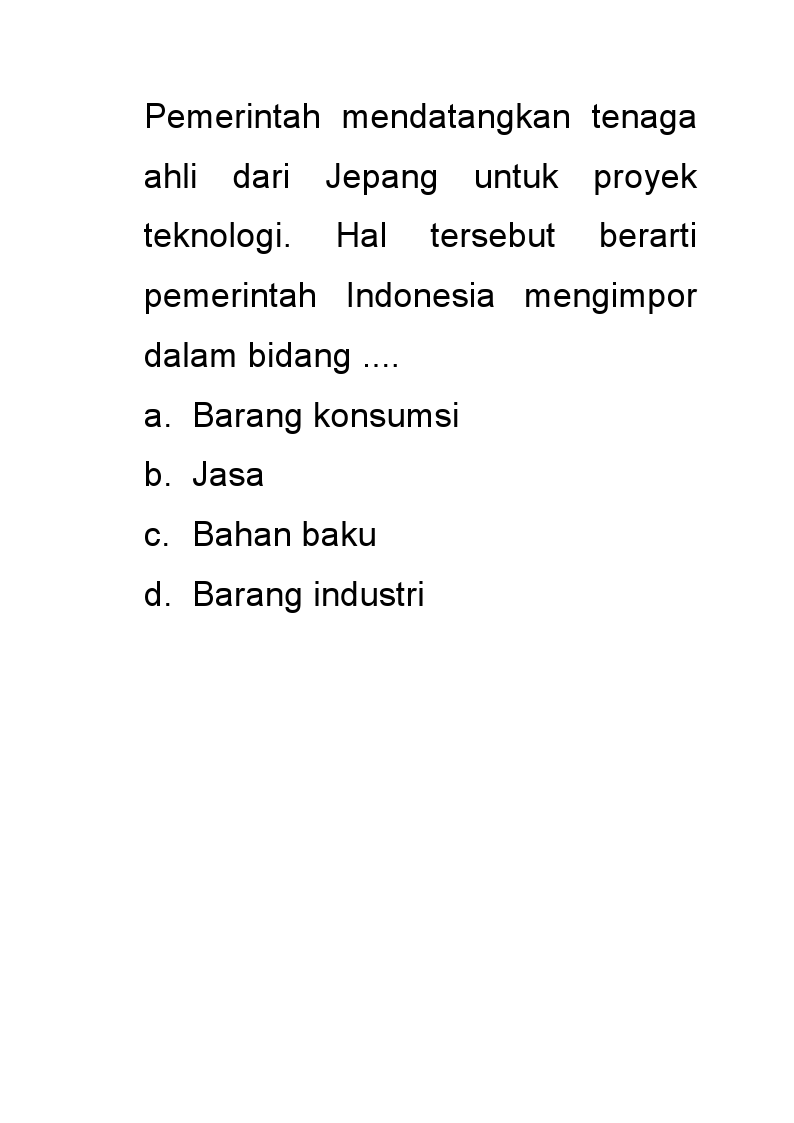 Pemerintah mendatangkan tenaga
ahli dari Jepang untuk proyek
teknologi. Hal tersebut berarti
pemerintah Indonesia mengimpor
dalam bidang ....
a. Barang konsumsi
b. Jasa
c. Bahan baku
d. Barang industri